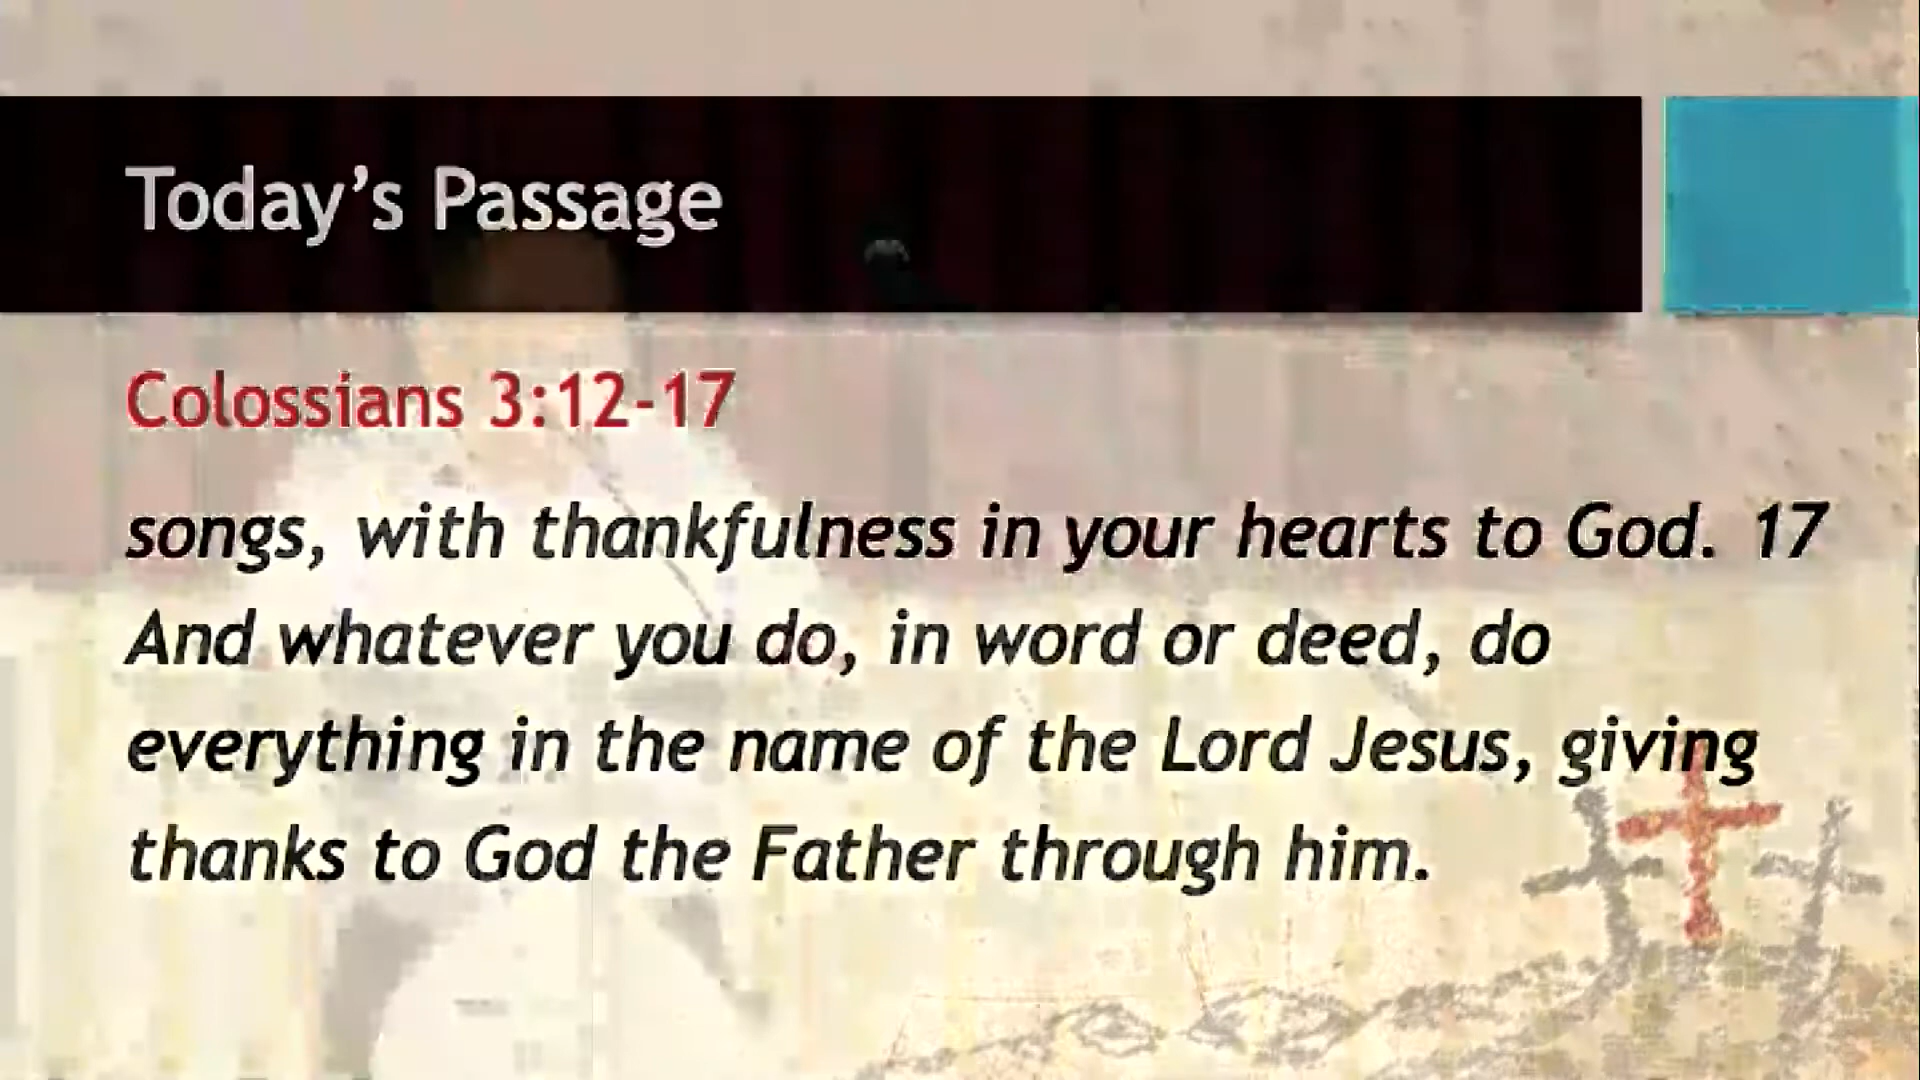 Today’s Passage
Colossians 3:12-17
songs, with thankfulness in your hearts to God. 17
And whatever you do, in word or deed, do
everything in the name of the Lord Jesus, giving
thanks to God the Father through him.